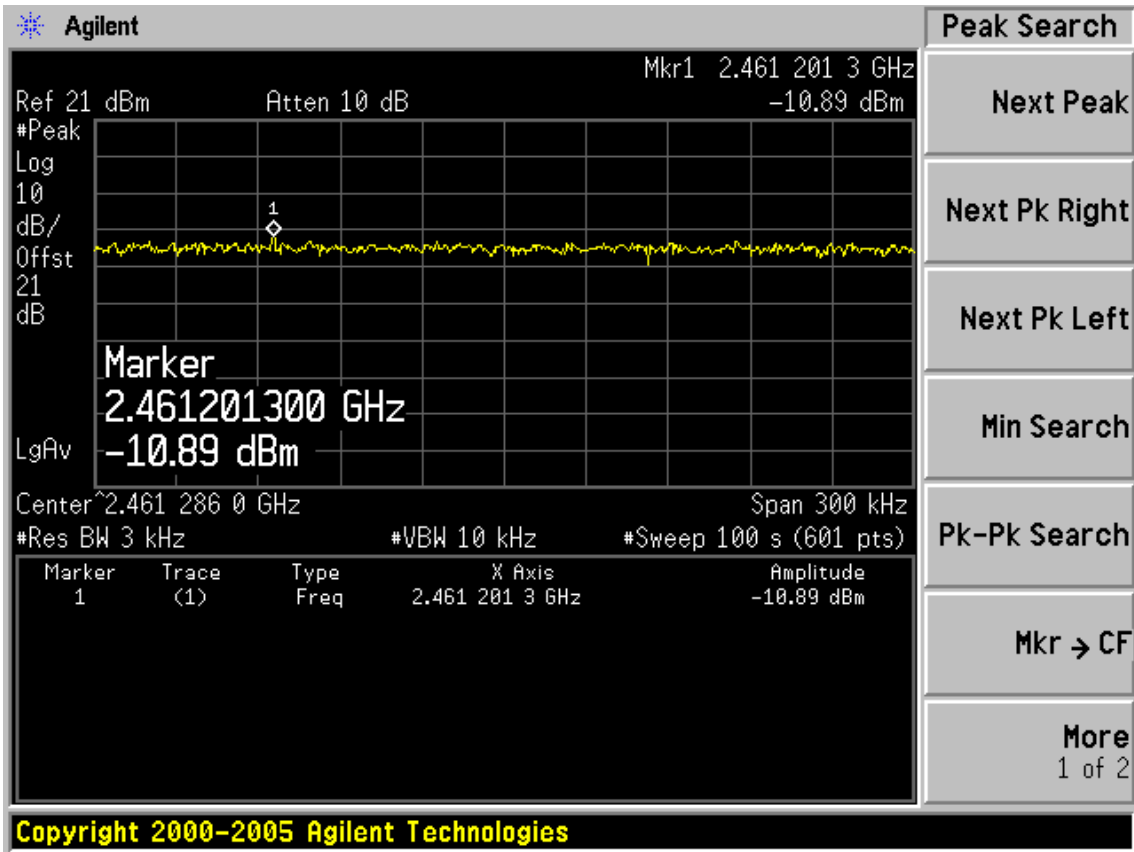 Agilent
Peak Search
Mkr1 2.461 201 3 GHz
Ref 21 dBm Atten 10 dB -10.89 dBm
#Peak
Log
10
dB/
Offst
21
dB
1
Marker
2.461201300 GHz
-10.89 dBm
LgAv
Center^2.461 286 0 GHz Span 300 kHz
#Res BW 3 kHz #VBW 10 kHz #Sweep 100 s (601 pts)
Marker Trace Type X Axis Amplitude
1 (1) Freq 2.461 201 3 GHz -10.89 dBm
Next Peak
Next Pk Right
Next Pk Left
Min Search
Pk-Pk Search
Mkr → CF
More
1 of 2
Copyright 2000-2005 Agilent Technologies